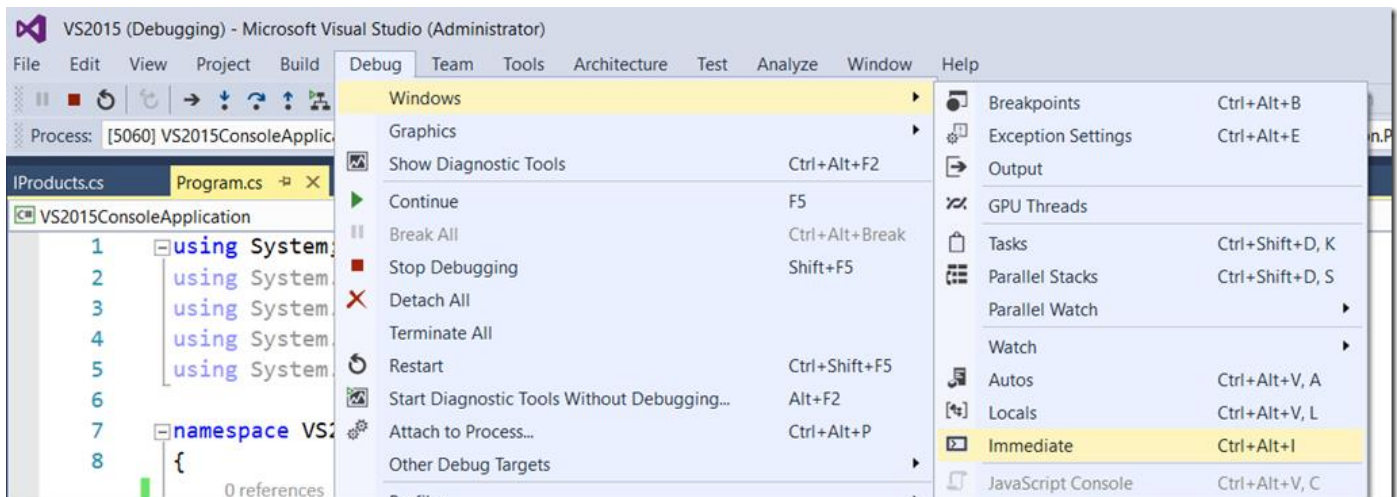 VS2015 (Debugging) - Microsoft Visual Studio (Administrator)
File Edit View Project Build Debug Team Tools Architecture Test Analyze Window Help
Process: [5060] VS2015ConsoleApplica
IProducts.cs Program.cs
C# VS2015ConsoleApplication
1 using System;
2 using System.
3 using System.
4 using System.
5 using System.
6
7 namespace VS2
8 {
0 references
Windows
Graphics
Show Diagnostic Tools Ctrl+Alt+F2
Continue F5
Break All Ctrl+Alt+Break
Stop Debugging Shift+F5
Detach All
Terminate All
Restart Ctrl+Shift+F5
Start Diagnostic Tools Without Debugging... Alt+F2
Attach to Process... Ctrl+Alt+P
Other Debug Targets
Breakpoints Ctrl+Alt+B
Exception Settings Ctrl+Alt+E
Output
GPU Threads
Tasks Ctrl+Shift+D, K
Parallel Stacks Ctrl+Shift+D, S
Parallel Watch
Watch
Autos Ctrl+Alt+V, A
Locals Ctrl+Alt+V, L
Immediate Ctrl+Alt+I
JavaScript Console Ctrl+Alt+V, C
n.P